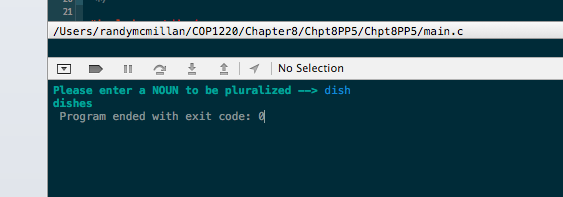 21
/Users/randymcmillan/COP1220/Chapter8/Chpt8PP5/Chpt8PP5/main.c
No Selection
Please enter a NOUN to be pluralized --> dish
dishes
Program ended with exit code: 0